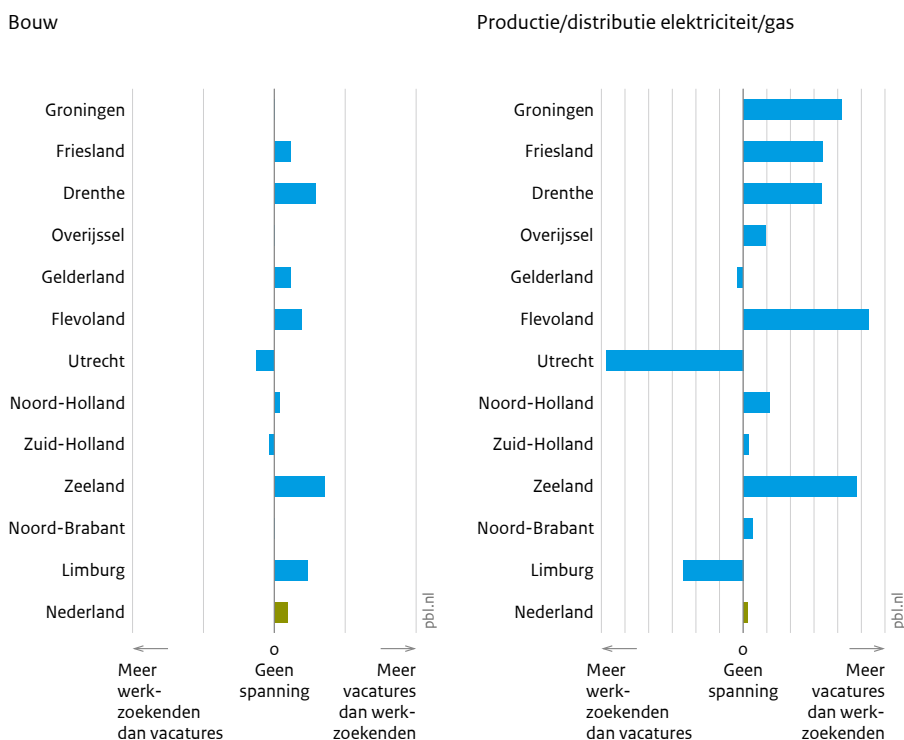 Bouw
Groningen
Friesland
Drenthe
Overijssel
Gelderland
Flevoland
Utrecht
Noord-Holland
Zuid-Holland
Zeeland
Noord-Brabant
Limburg
Nederland
pbl.nl
0
Meer
werk-
zoekenden
dan vacatures
Geen
spanning
Meer
vacatures
dan werk-
zoekenden
Productie/distributie elektriciteit/gas
Groningen
Friesland
Drenthe
Overijssel
Gelderland
Flevoland
Utrecht
Noord-Holland
Zuid-Holland
Zeeland
Noord-Brabant
Limburg
Nederland
pbl.nl
0
Meer
werk-
zoekenden
dan vacatures
Geen
spanning
Meer
vacatures
dan werk-
zoekenden